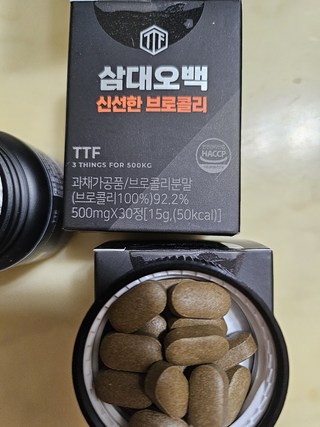 TTF
삼대오백
신선한 브로콜리
TTF
3 THINGS FOR 500KG
HACCP
과채가공품/브로콜리분말
(브로콜리100%)92.2%
500mgX30정[15g,(50kcal)]